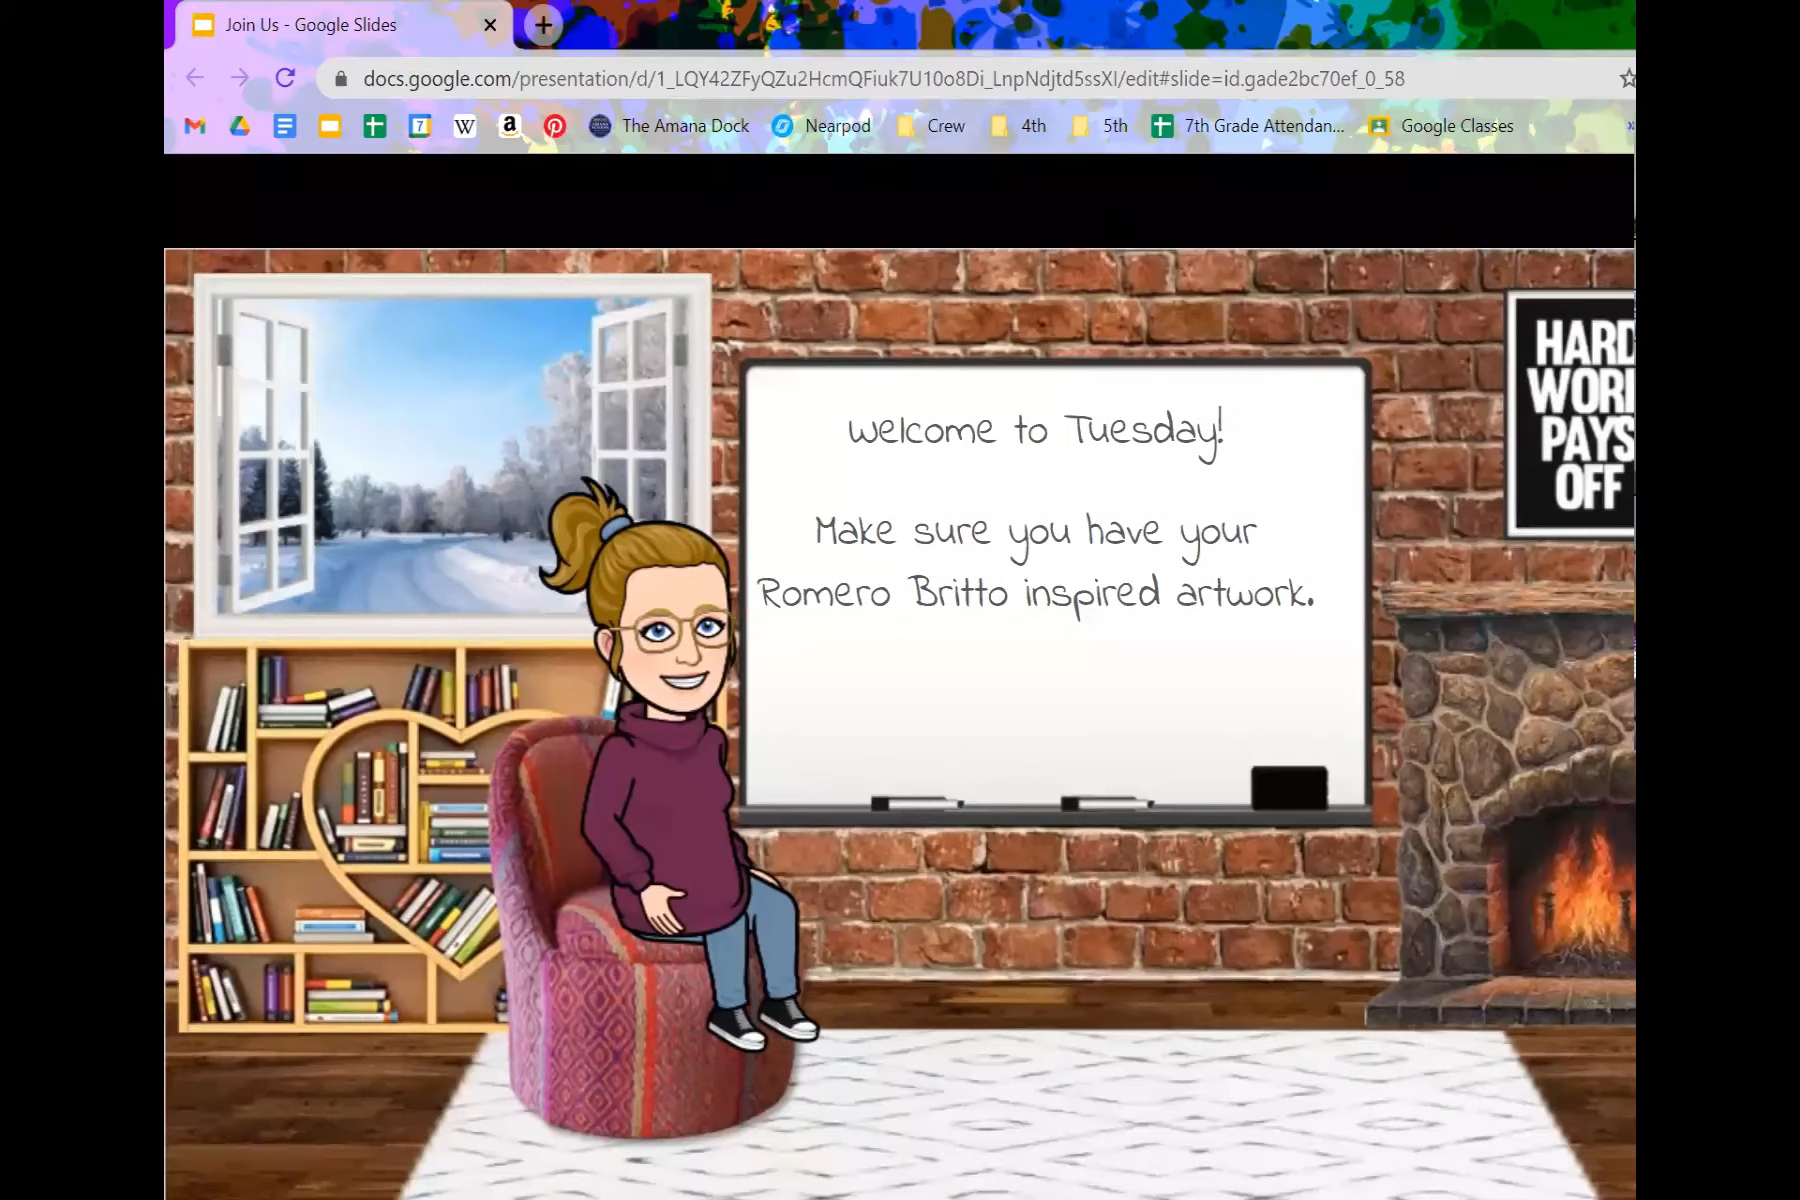 Join Us - Google Slides
docs.google.com/presentation/d/1_LQY42ZFyQZu2HcmQFiuk7U10o8Di_LnpNdjtd5ssXI/edit#slide=id.gade2bc70ef_0_58
7 W a The Amana Dock Nearpod Crew 4th 5th 7th Grade Attendan... Google Classes »
Welcome to Tuesday!
Make sure you have your
Romero Britto inspired artwork.
HARD
WORK
PAYS
OFF